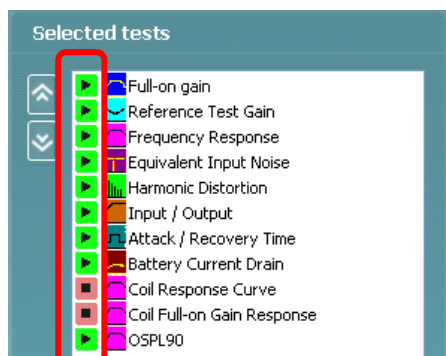 Selected tests
Full-on gain
Reference Test Gain
Frequency Response
Equivalent Input Noise
Harmonic Distortion
Input / Output
Attack / Recovery Time
Battery Current Drain
Coil Response Curve
Coil Full-on Gain Response
OSPL90